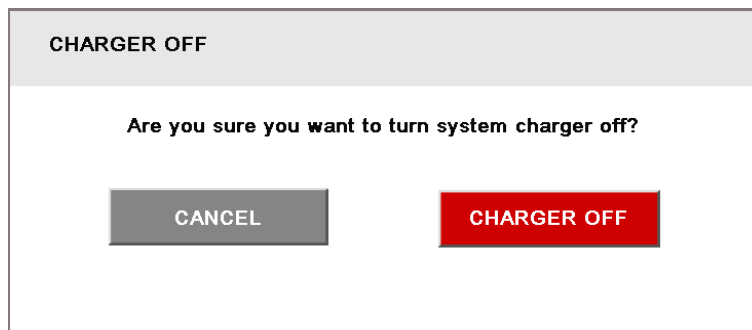 CHARGER OFF
Are you sure you want to turn system charger off?
CANCEL
CHARGER OFF